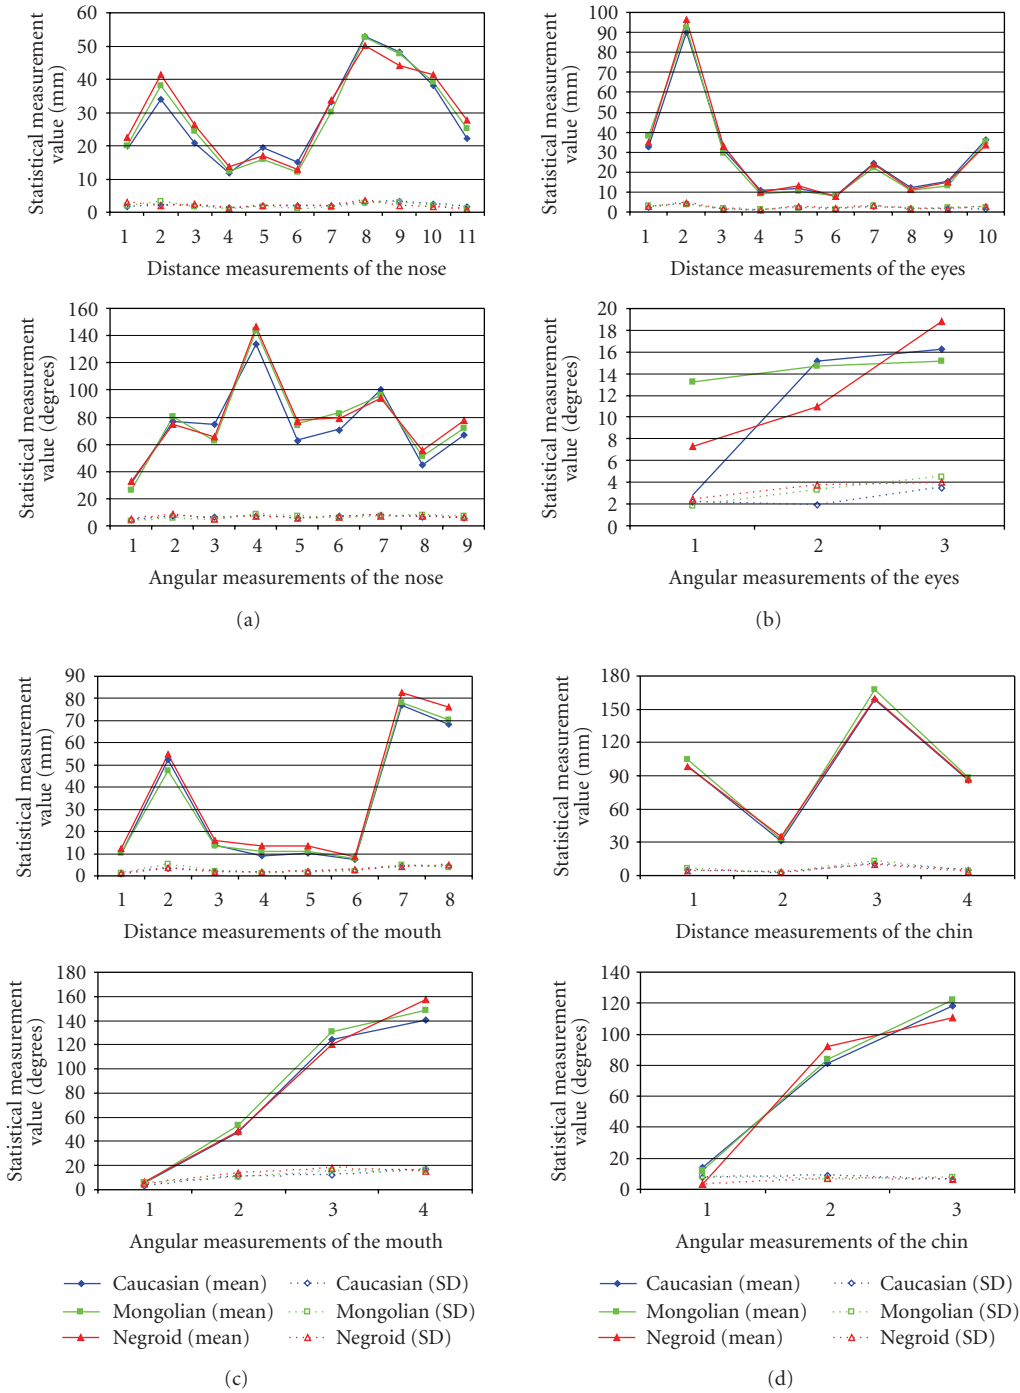 60
50
40
30
20
10
0
Statistical measurement
value (mm)
1 2 3 4 5 6 7 8 9 10 11
Distance measurements of the nose
100
90
80
70
60
50
40
30
20
10
0
Statistical measurement
value (mm)
1 2 3 4 5 6 7 8 9 10
Distance measurements of the eyes
160
140
120
100
80
60
40
20
0
Statistical measurement
value (degrees)
1 2 3 4 5 6 7 8 9
Angular measurements of the nose
(a)
20
18
16
14
12
10
8
6
4
2
0
Statistical measurement
value (degrees)
1 2 3
Angular measurements of the eyes
(b)
90
80
70
60
50
40
30
20
10
0
Statistical measurement
value (mm)
1 2 3 4 5 6 7 8
Distance measurements of the mouth
180
150
120
90
60
30
0
Statistical measurement
value (mm)
1 2 3 4
Distance measurements of the chin
180
160
140
120
100
80
60
40
20
0
Statistical measurement
value (degrees)
1 2 3 4
Angular measurements of the mouth
Caucasian (mean) Caucasian (SD)
Mongolian (mean) Mongolian (SD)
Negroid (mean) Negroid (SD)
(c)
140
120
100
80
60
40
20
0
Statistical measurement
value (degrees)
1 2 3
Angular measurements of the chin
Caucasian (mean) Caucasian (SD)
Mongolian (mean) Mongolian (SD)
Negroid (mean) Negroid (SD)
(d)